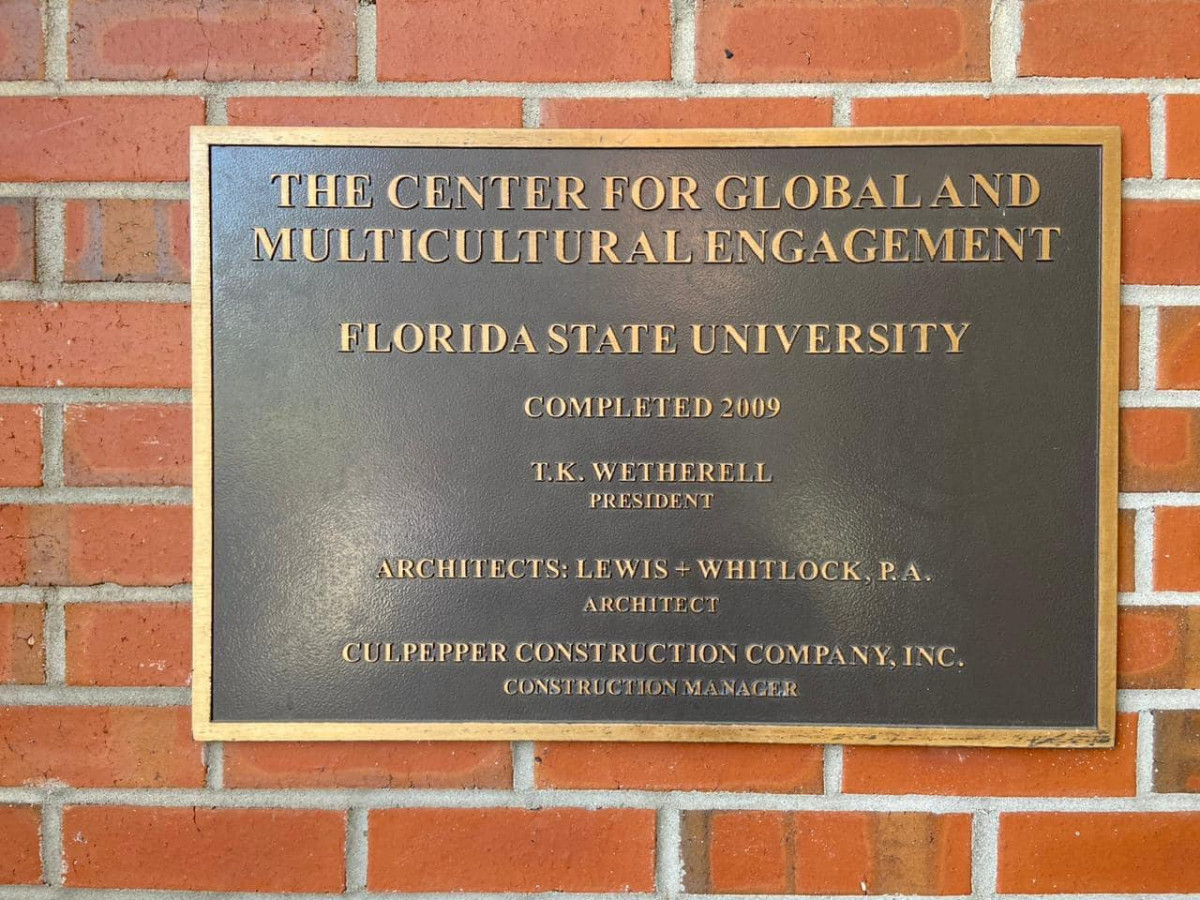 THE CENTER FOR GLOBAL AND
MULTICULTURAL ENGAGEMENT
FLORIDA STATE UNIVERSITY
COMPLETED 2009
T.K. WETHERELL
PRESIDENT
ARCHITECTS: LEWIS + WHITLOCK, P.A.
ARCHITECT
CULPEPPER CONSTRUCTION COMPANY, INC.
CONSTRUCTION MANAGER